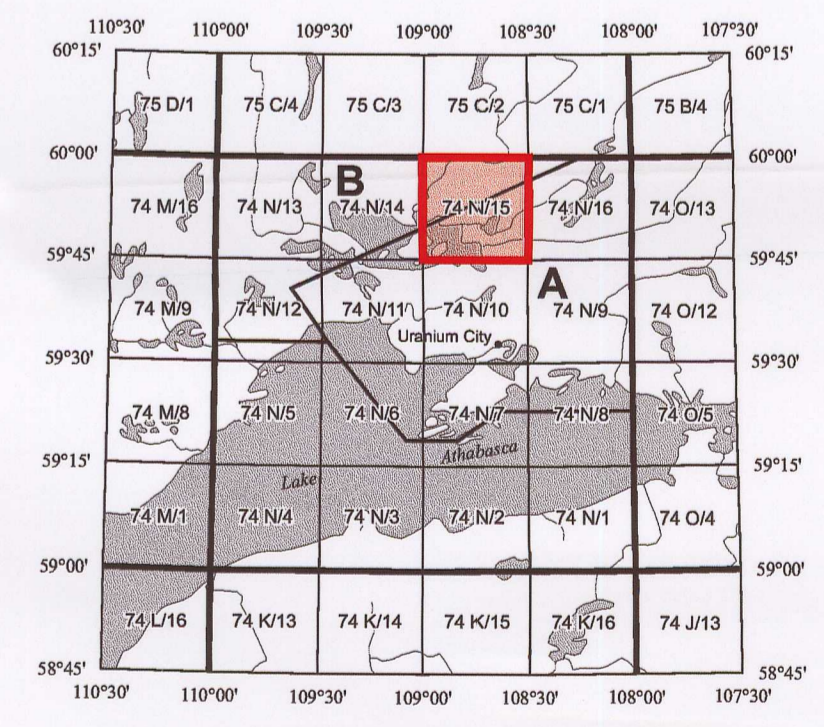 110°30' 110°00' 109°30' 109°00' 108°30' 108°00' 107°30'
60°15' 60°15'
75 D/1 75 C/4 75 C/3 75 C/2 75 C/1 75 B/4
60°00' 60°00'
B
74 M/16 74 N/13 74 N/14 74 N/15 74 N/16 74 O/13
59°45' 59°45'
A
74 M/9 74 N/12 74 N/11 74 N/10 74 N/9 74 O/12
Uranium City
59°30' 59°30'
74 M/8 74 N/5 74 N/6 74 N/7 74 N/8 74 O/5
Athabasca
59°15' 59°15'
Lake
74 M/1 74 N/4 74 N/3 74 N/2 74 N/1 74 O/4
59°00' 59°00'
74 L/16 74 K/13 74 K/14 74 K/15 74 K/16 74 J/13
58°45' 58°45'
110°30' 110°00' 109°30' 109°00' 108°30' 108°00' 107°30'